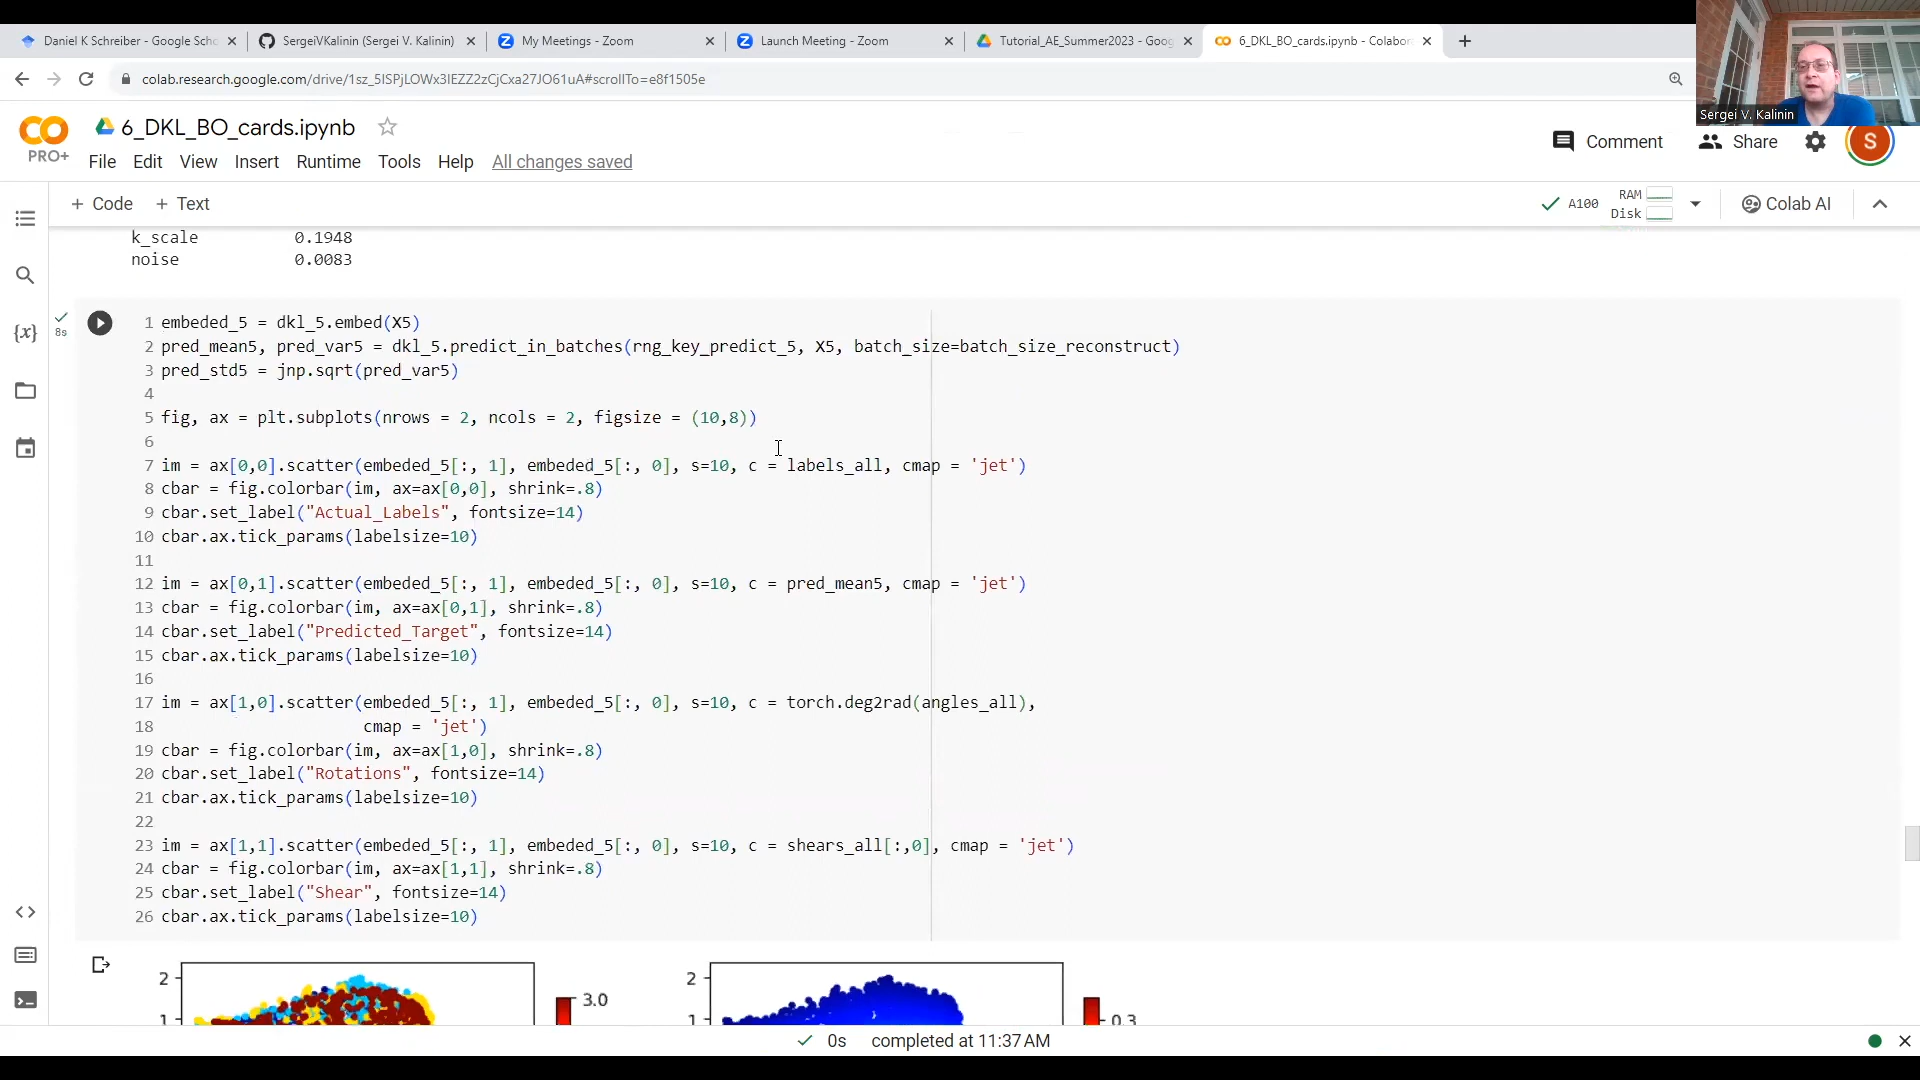 Daniel K Schreiber - Google Scho
SergeiVKalinin (Sergei V. Kalinin)
My Meetings - Zoom
Launch Meeting - Zoom
Tutorial_AE_Summer2023 - Goog
6_DKL_BO_cards.ipynb - Colabor
colab.research.google.com/drive/1sz_5ISPjLOWx3IEZZ2zCjCxa27JO61uA#scrollTo=e8f1505e
Sergei V. Kalinin
PRO+
6_DKL_BO_cards.ipynb
File Edit View Insert Runtime Tools Help All changes saved
Comment
Share
S
+ Code + Text
A100
RAM
Disk
Colab AI
k_scale 0.1948
noise 0.0083
{x}
8s
1 embeded_5 = dkl_5.embed(X5)
2 pred_mean5, pred_var5 = dkl_5.predict_in_batches(rng_key_predict_5, X5, batch_size=batch_size_reconstruct)
3 pred_std5 = jnp.sqrt(pred_var5)
4
5 fig, ax = plt.subplots(nrows = 2, ncols = 2, figsize = (10,8))
6
7 im = ax[0,0].scatter(embeded_5[:, 1], embeded_5[:, 0], s=10, c = labels_all, cmap = 'jet')
8 cbar = fig.colorbar(im, ax=ax[0,0], shrink=.8)
9 cbar.set_label("Actual_Labels", fontsize=14)
10 cbar.ax.tick_params(labelsize=10)
11
12 im = ax[0,1].scatter(embeded_5[:, 1], embeded_5[:, 0], s=10, c = pred_mean5, cmap = 'jet')
13 cbar = fig.colorbar(im, ax=ax[0,1], shrink=.8)
14 cbar.set_label("Predicted_Target", fontsize=14)
15 cbar.ax.tick_params(labelsize=10)
16
17 im = ax[1,0].scatter(embeded_5[:, 1], embeded_5[:, 0], s=10, c = torch.deg2rad(angles_all),
18 cmap = 'jet')
19 cbar = fig.colorbar(im, ax=ax[1,0], shrink=.8)
20 cbar.set_label("Rotations", fontsize=14)
21 cbar.ax.tick_params(labelsize=10)
22
23 im = ax[1,1].scatter(embeded_5[:, 1], embeded_5[:, 0], s=10, c = shears_all[:,0], cmap = 'jet')
24 cbar = fig.colorbar(im, ax=ax[1,1], shrink=.8)
25 cbar.set_label("Shear", fontsize=14)
26 cbar.ax.tick_params(labelsize=10)
2
3.0
1
2
1
0.3
0s completed at 11:37 AM